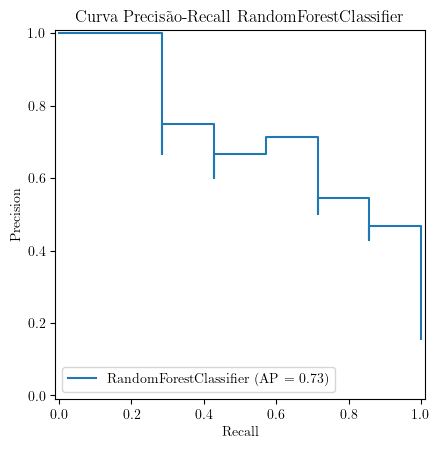 Curva Precisão-Recall RandomForestClassifier
1.0
0.8
0.6
0.4
0.2
0.0
Precision
RandomForestClassifier (AP = 0.73)
0.0 0.2 0.4 0.6 0.8 1.0
Recall